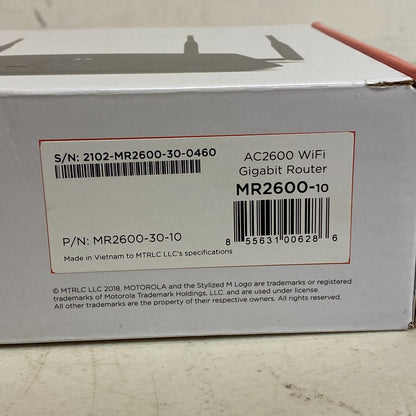 S/N: 2102-MR2600-30-0460
AC2600 WiFi
Gigabit Router
MR2600-10
8 55631 00628 6
P/N: MR2600-30-10
Made in Vietnam to MTRLC LLC's specifications
© MTRLC LLC 2018. MOTOROLA and the Stylized M Logo are trademarks or registered
trademarks of Motorola Trademark Holdings, LLC. and are used under license.
All other trademarks are the property of their respective owners. All rights reserved.